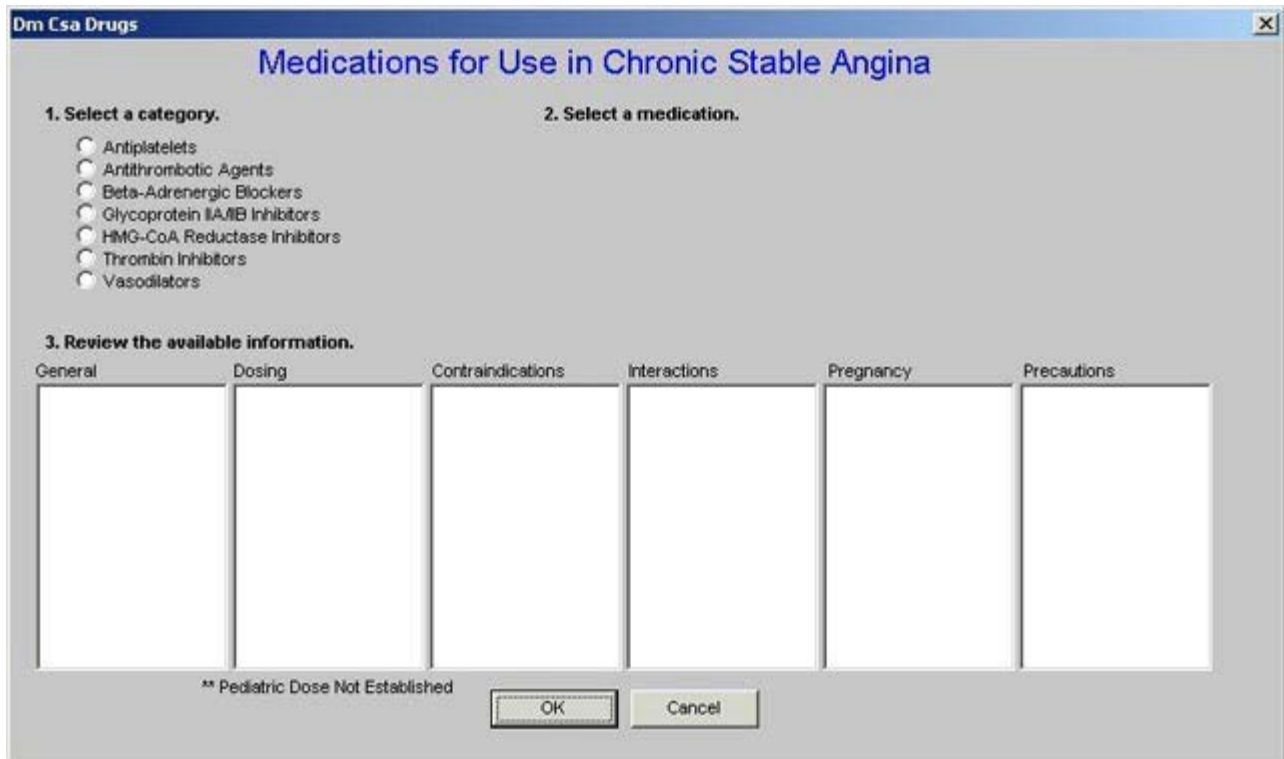 Dm Csa Drugs
Medications for Use in Chronic Stable Angina
1. Select a category.
2. Select a medication.
Antiplatelets
Antithrombotic Agents
Beta-Adrenergic Blockers
Glycoprotein IIA/IIB Inhibitors
HMG-CoA Reductase Inhibitors
Thrombin Inhibitors
Vasodilators
3. Review the available information.
General Dosing Contraindications Interactions Pregnancy Precautions
** Pediatric Dose Not Established
OK Cancel